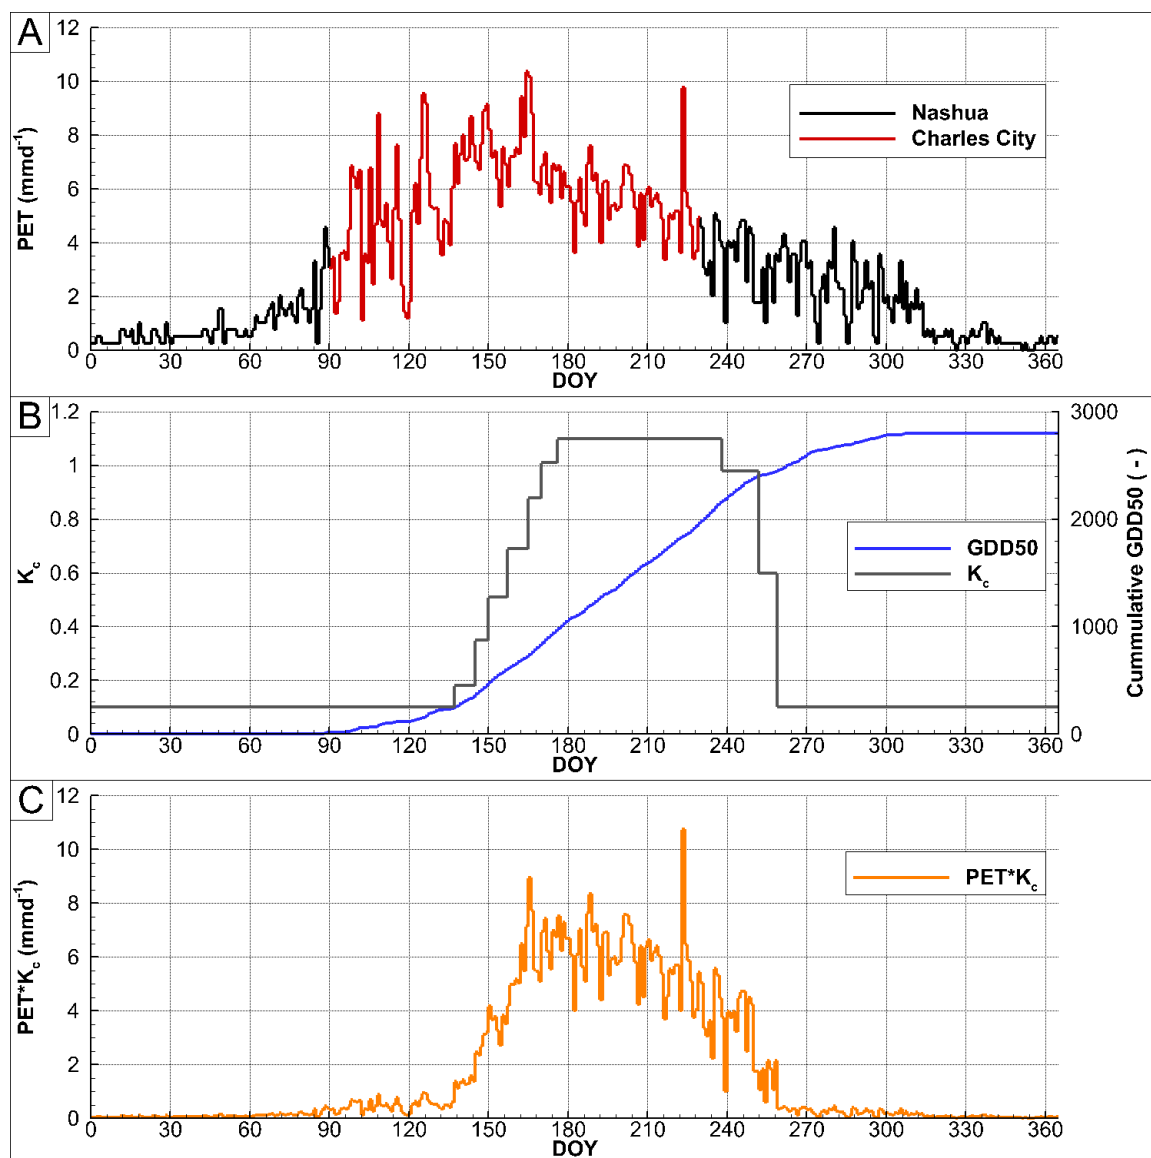 A
12
10
8
6
4
2
0
PET (mmd⁻¹)
Nashua
Charles City
0 30 60 90 120 150 180 210 240 270 300 330 360
DOY
B
1.2
1
0.8
0.6
0.4
0.2
0
K_c
3000
2000
1000
0
Cummulative GDD50 ( - )
GDD50
K_c
0 30 60 90 120 150 180 210 240 270 300 330 360
DOY
C
12
10
8
6
4
2
0
PET*K_c (mmd⁻¹)
PET*K_c
0 30 60 90 120 150 180 210 240 270 300 330 360
DOY